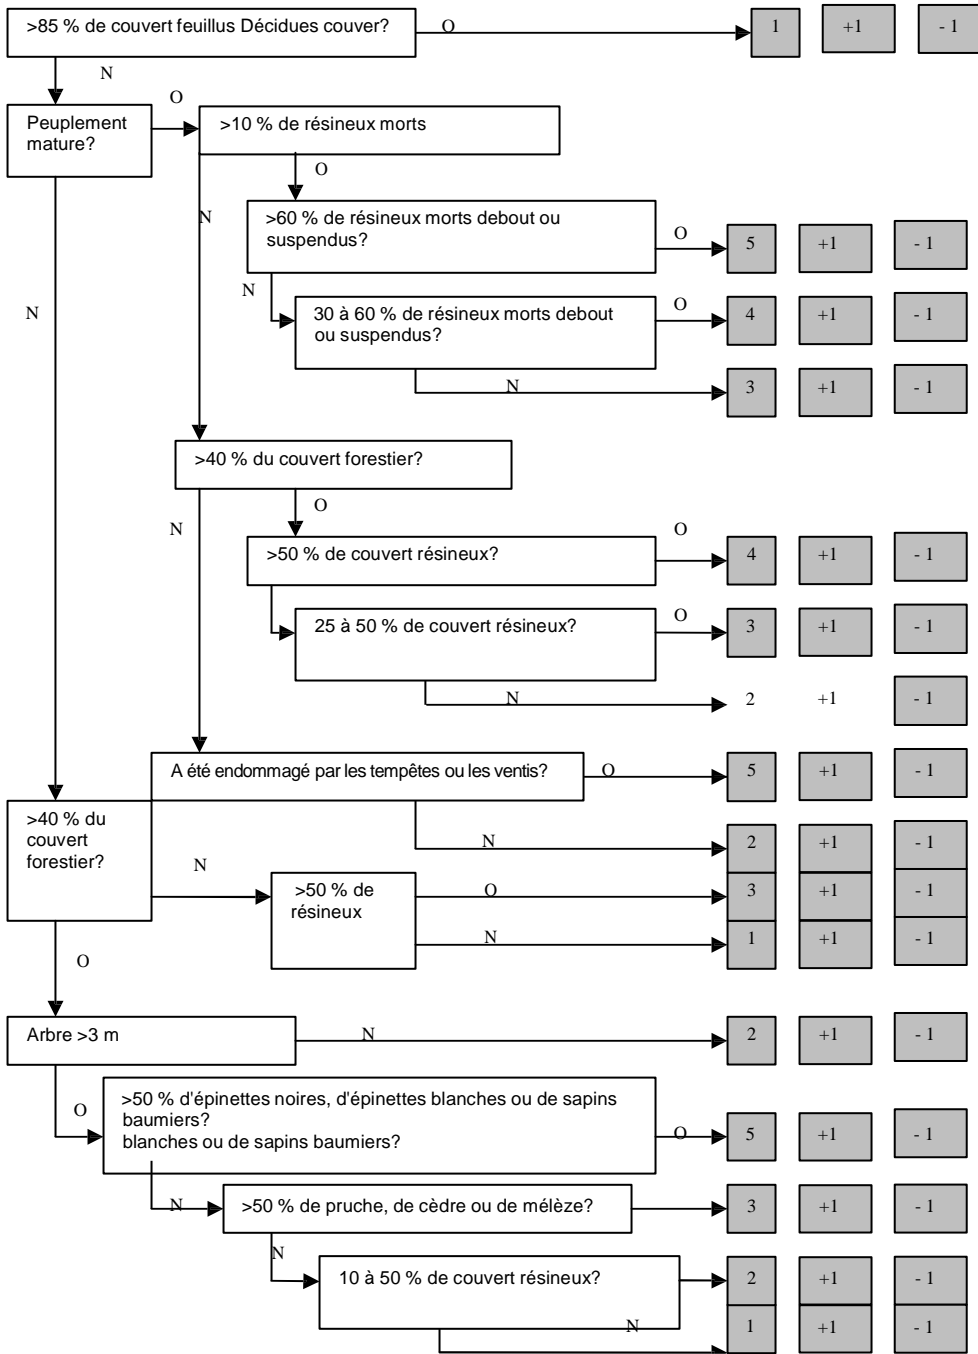 >85 % de couvert feuillus Décidues couver?
O
1 +1 - 1
N
O
Peuplement
mature?
>10 % de résineux morts
O
N
>60 % de résineux morts debout ou
suspendus?
O
5 +1 - 1
N
N
30 à 60 % de résineux morts debout
ou suspendus?
O
4 +1 - 1
N
3 +1 - 1
>40 % du couvert forestier?
O
N
>50 % de couvert résineux?
O
4 +1 - 1
25 à 50 % de couvert résineux?
O
3 +1 - 1
N
2 +1 - 1
A été endommagé par les tempêtes ou les ventis?
O
5 +1 - 1
N
2 +1 - 1
>40 % du
couvert
forestier?
N
>50 % de
résineux
O
3 +1 - 1
N
1 +1 - 1
O
Arbre >3 m
N
2 +1 - 1
O
>50 % d'épinettes noires, d'épinettes blanches ou de sapins
baumiers?
blanches ou de sapins baumiers?
O
5 +1 - 1
N
>50 % de pruche, de cèdre ou de mélèze?
3 +1 - 1
N
10 à 50 % de couvert résineux?
2 +1 - 1
N
1 +1 - 1